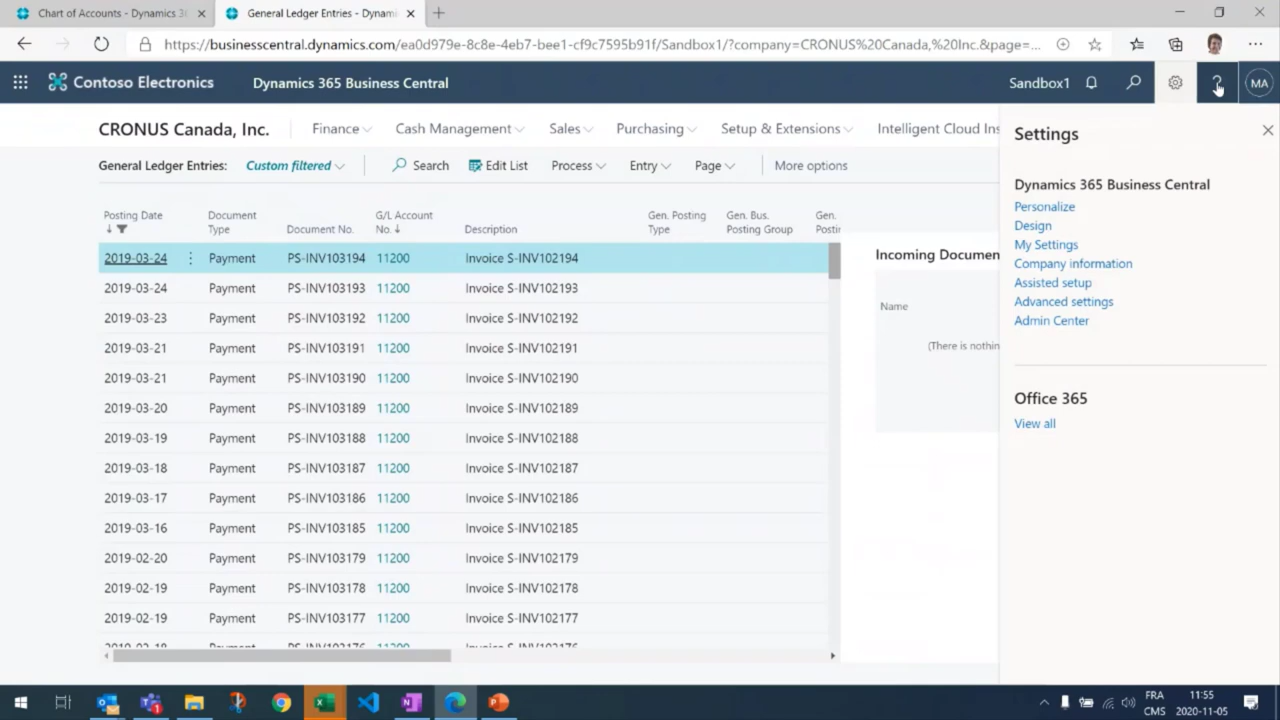 Chart of Accounts - Dynamics 3
General Ledger Entries - Dynami
https://businesscentral.dynamics.com/ea0d979e-8c8e-4eb7-bee1-cf9c7595b91f/Sandbox1/?company=CRONUS%20Canada,%20Inc.&page=...
Contoso Electronics
Dynamics 365 Business Central
Sandbox1
?
MA
CRONUS Canada, Inc.
Finance
Cash Management
Sales
Purchasing
Setup & Extensions
Intelligent Cloud Ins
General Ledger Entries:
Custom filtered
Search
Edit List
Process
Entry
Page
More options
Posting Date
Document Type
Document No.
G/L Account No.
Description
Gen. Posting Type
Gen. Bus. Posting Group
Gen. Postir
2019-03-24 Payment PS-INV103194 11200 Invoice S-INV102194
2019-03-24 Payment PS-INV103193 11200 Invoice S-INV102193
2019-03-23 Payment PS-INV103192 11200 Invoice S-INV102192
2019-03-21 Payment PS-INV103191 11200 Invoice S-INV102191
2019-03-21 Payment PS-INV103190 11200 Invoice S-INV102190
2019-03-20 Payment PS-INV103189 11200 Invoice S-INV102189
2019-03-19 Payment PS-INV103188 11200 Invoice S-INV102188
2019-03-18 Payment PS-INV103187 11200 Invoice S-INV102187
2019-03-17 Payment PS-INV103186 11200 Invoice S-INV102186
2019-03-16 Payment PS-INV103185 11200 Invoice S-INV102185
2019-02-20 Payment PS-INV103179 11200 Invoice S-INV102179
2019-02-19 Payment PS-INV103178 11200 Invoice S-INV102178
2019-02-19 Payment PS-INV103177 11200 Invoice S-INV102177
Incoming Documen
Name
(There is nothin
Settings
Dynamics 365 Business Central
Personalize
Design
My Settings
Company information
Assisted setup
Advanced settings
Admin Center
Office 365
View all
FRA
CMS
11:55
2020-11-05